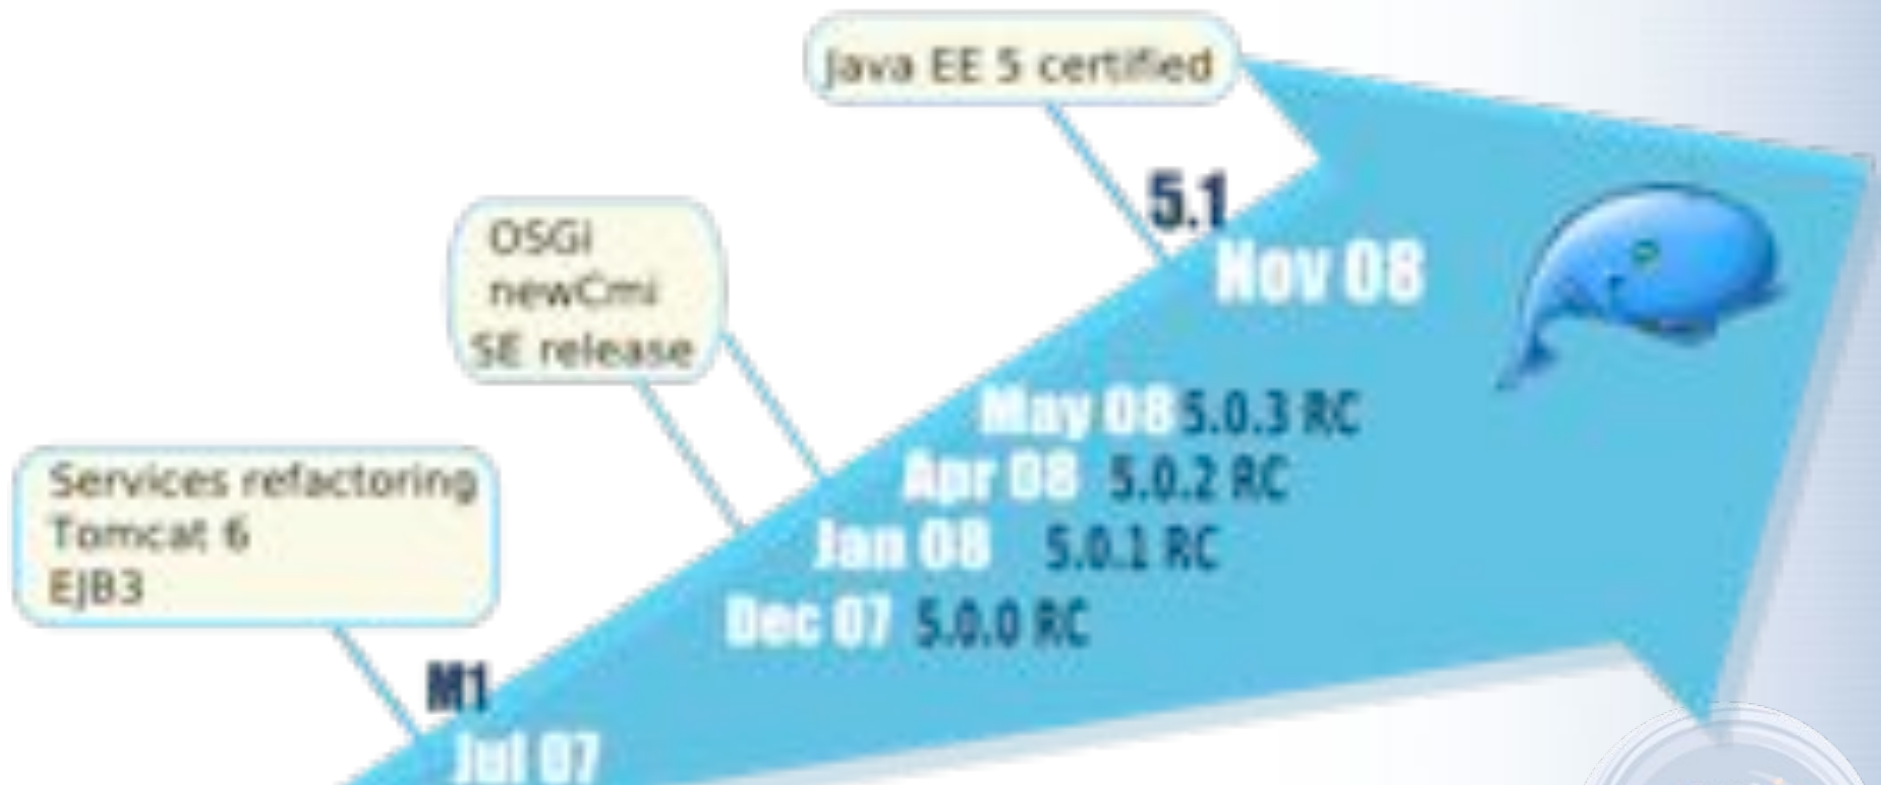 Java EE 5 certified
5.1
Nov 08
OSGi
newCmi
SE release
May 08 5.0.3 RC
Apr 08 5.0.2 RC
Jan 08 5.0.1 RC
Dec 07 5.0.0 RC
Services refactoring
Tomcat 6
EJB3
M1
Jul 07